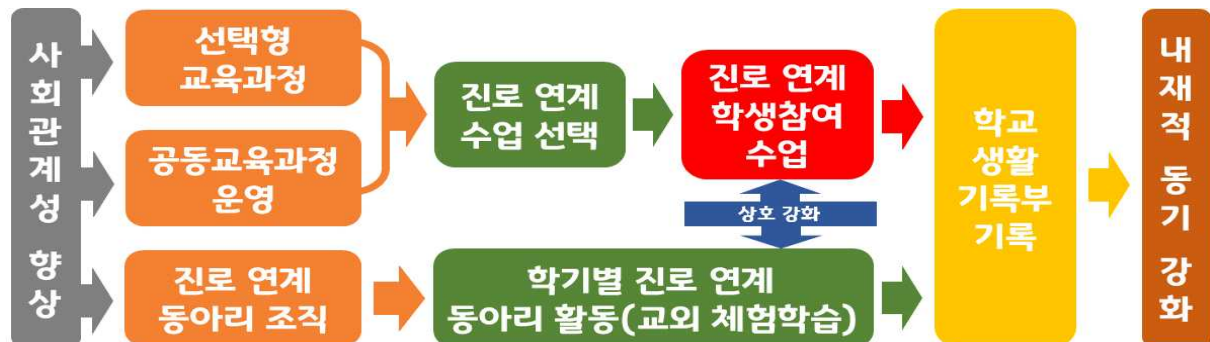 사회관계성 향상
선택형
교육과정
공동교육과정
운영
진로 연계
수업 선택
진로 연계
학생참여
수업
상호 강화
진로 연계
동아리 조직
학기별 진로 연계
동아리 활동(교외 체험학습)
학교
생활
기록부
기록
내재적 동기 강화